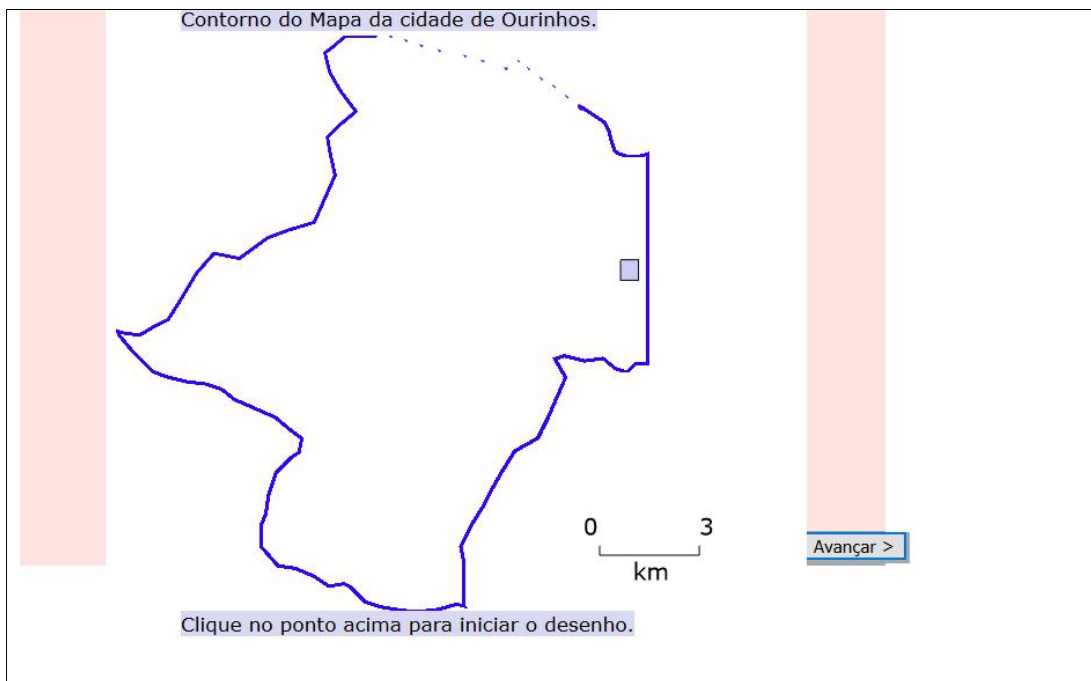 Contorno do Mapa da cidade de Ourinhos.
0 3
km
Avançar >
Clique no ponto acima para iniciar o desenho.